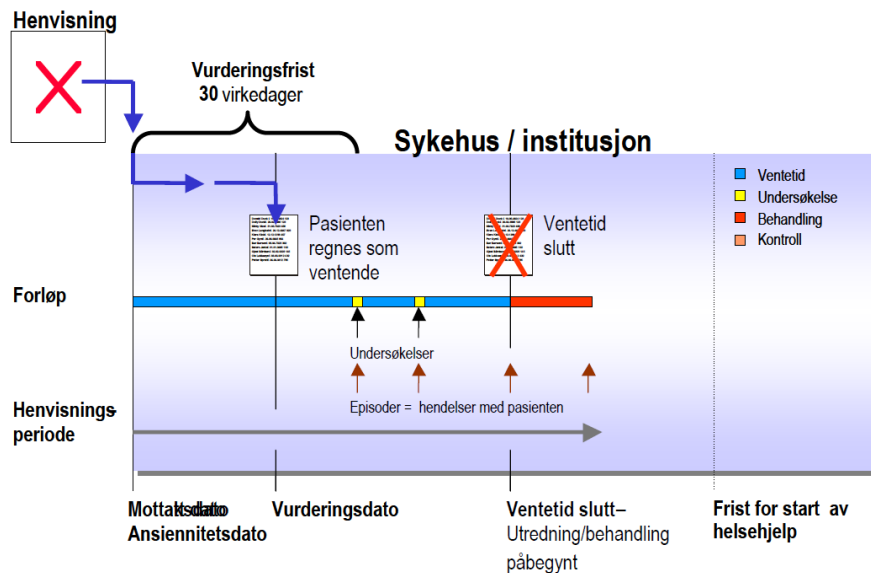 Henvisning
Vurderingsfrist
30 virkedager
Sykehus / institusjon
Ventetid
Undersøkelse
Behandling
Kontroll
Pasienten
regnes som
ventende
Ventetid
slutt
Forløp
Undersøkelser
Episoder = hendelser med pasienten
Henvisnings-
periode
Mottaksdato
Ansiennitetsdato
Vurderingsdato
Ventetid slutt–
Utredning/behandling
påbegynt
Frist for start av
helsehjelp